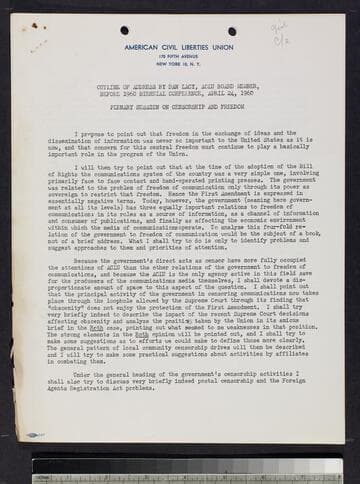 AMERICAN CIVIL LIBERTIES UNION
170 FIFTH AVENUE
NEW YORK 10, N. Y.
OUTLINE OF ADDRESS BY DAN LACY, ACLU BOARD MEMBER,
BEFORE 1960 BIENNIAL CONFERENCE, APRIL 24, 1960
PLENARY SESSION ON CENSORSHIP AND FREEDOM
I propose to point out that freedom in the exchange of ideas and the
dissemination of information was never so important to the United States as it is
now, and that concern for this central freedom must continue to play a basically
important role in the program of the Union.
I will then try to point out that at the time of the adoption of the Bill
of Rights the communications system of the country was a very simple one, involving
primarily face to face contact and hand-operated printing presses. The government
was related to the problem of freedom of communication only through its power as
sovereign to restrict that freedom. Hence the First Amendment is expressed in
essentially negative terms. Today, however, the government (meaning here govern-
ment at all its levels) has three equally important relations to freedom of
communications: in its roles as a source of information, as a channel of information
and consumer of publications, and finally as affecting the economic environment
within which the media of communications operate. To analyze this four-fold re-
lation of the government to freedom of communication would be the subject of a book,
not of a brief address. What I shall try to do is only to identify problems and
suggest approaches to them and priorities of attention.
Because the government's direct acts as censor have more fully occupied
the attentions of ACLU than the other relations of the government to freedom of
communications, and because the ACLU is the only agency active in this field save
for the producers of the communications media themselves, I shall devote a dis-
proportionate amount of space to this aspect of the question. I shall point out
that the principal activity of the government in censoring communications now takes
place through the loophole allowed by the Supreme Court through its finding that
"obscenity" does not enjoy the protection of the First Amendment. I shall try
very briefly indeed to describe the impact of the recent Supreme Court decisions
affecting obscenity and analyze the position taken by the Union in its amicus
brief in the Roth case, pointing out what seemed to me weaknesses in that position.
The strong elements in the Roth opinion will be pointed out, and I shall try to
make some suggestions as to efforts we could make to define those more clearly.
The general pattern of local community censorship drives will then be described
and I will try to make some practical suggestions about activities by affiliates
in combating them.
Under the general heading of the government's censorship activities I
shall also try to discuss very briefly indeed postal censorship and the Foreign
Agents Registration Act problems.